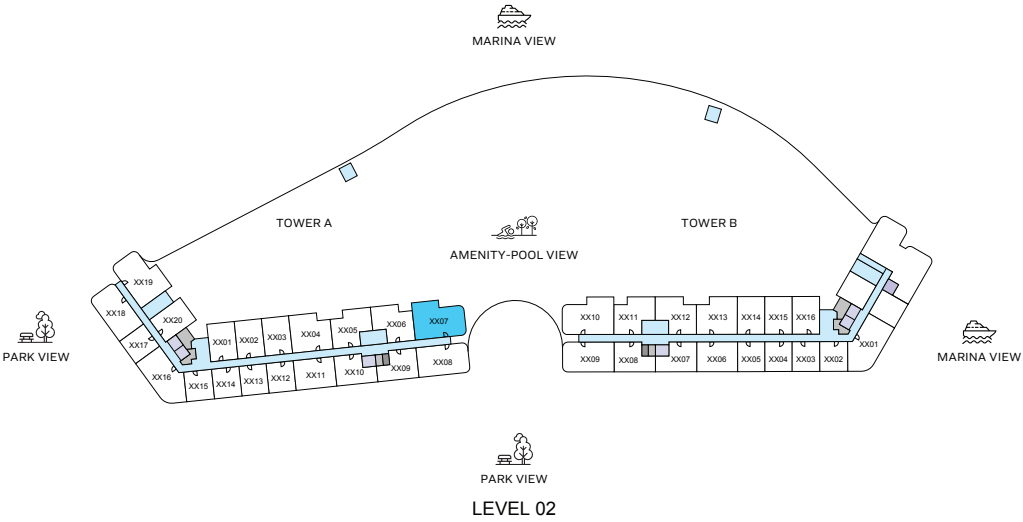 MARINA VIEW
TOWER A
TOWER B
AMENITY-POOL VIEW
XX19
XX18
XX20
XX17
XX16
XX15
XX14
XX13
XX12
XX11
XX10
XX09
XX08
XX01
XX02
XX03
XX04
XX05
XX06
XX07
XX10
XX11
XX12
XX13
XX14
XX15
XX16
XX09
XX08
XX07
XX06
XX05
XX04
XX03
XX02
XX01
PARK VIEW
MARINA VIEW
PARK VIEW
LEVEL 02